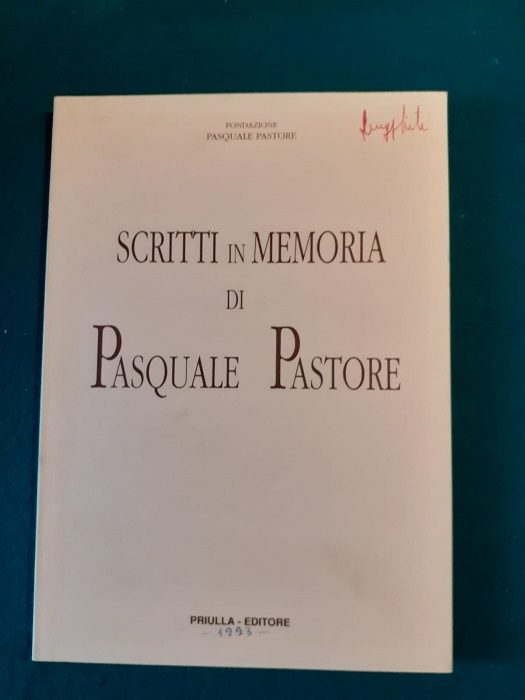 FONDAZIONE
PASQUALE PASTORE
SCRITTI IN MEMORIA
DI
PASQUALE PASTORE
PRIULLA - EDITORE
- 1993 -